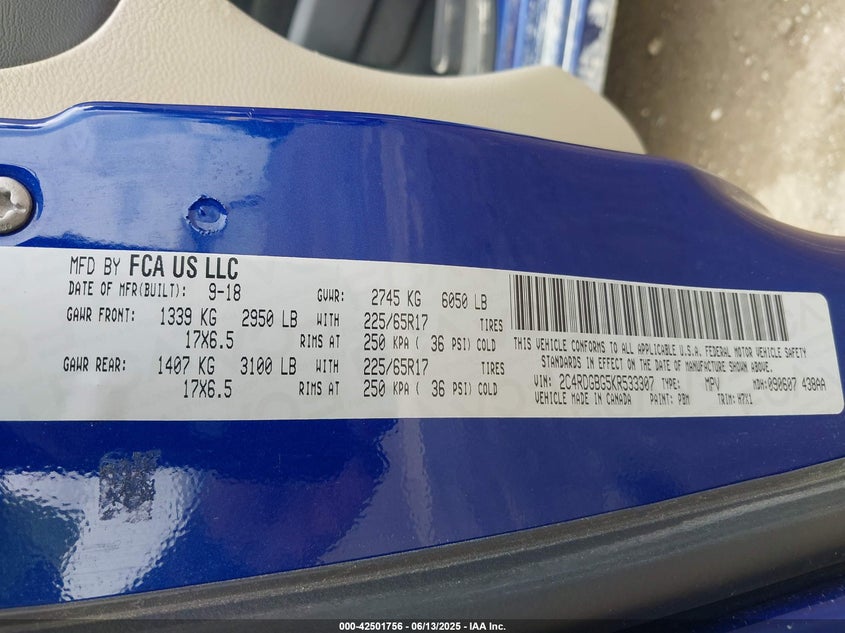 MFD BY FCA US LLC
DATE OF MFR(BUILT): 9-18 GVWR: 2745 KG 6050 LB
GAWR FRONT: 1339 KG 2950 LB WITH 225/65R17 TIRES
17X6.5 RIMS AT 250 KPA ( 36 PSI) COLD
GAWR REAR: 1407 KG 3100 LB WITH 225/65R17 TIRES
17X6.5 RIMS AT 250 KPA ( 36 PSI) COLD
THIS VEHICLE CONFORMS TO ALL APPLICABLE U.S.A. FEDERAL MOTOR VEHICLE SAFETY
STANDARDS IN EFFECT ON THE DATE OF MANUFACTURE SHOWN ABOVE.
VIN: 2C4RDGBG5KR533307 TYPE: MPV MDH:090607 438AA
VEHICLE MADE IN CANADA PAINT: PBM TRIM: H7X1
000-42501756 - 06/13/2025 - IAA Inc.